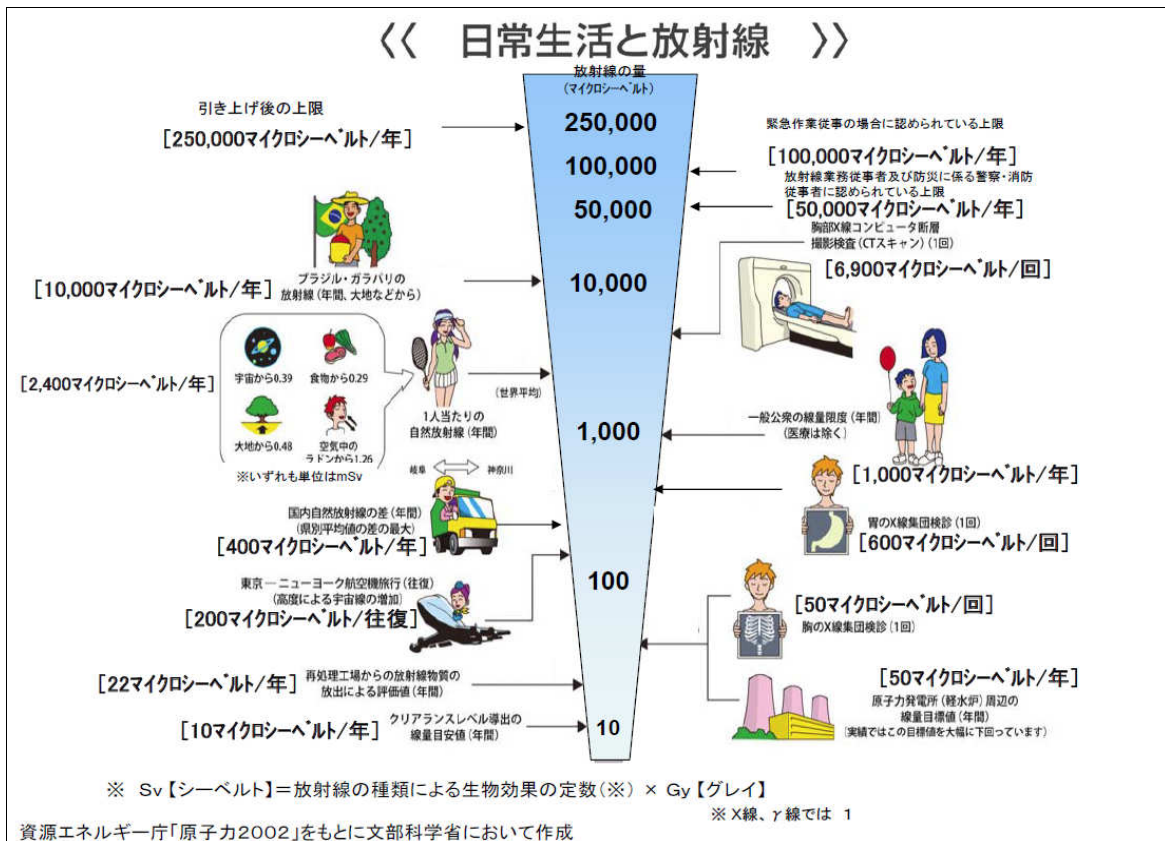 《 日常生活と放射線 》
放射線の量
(マイクロシーベルト)
250,000
100,000
50,000
10,000
1,000
100
10
引き上げ後の上限
[250,000マイクロシーベルト/年]
[10,000マイクロシーベルト/年]
ブラジル・ガラパリの
放射線(年間、大地などから)
[2,400マイクロシーベルト/年]
宇宙から0.39
食物から0.29
大地から0.48
空気中の
ラドンから1.26
※いずれも単位はmSv
(世界平均)
1人当たりの
自然放射線(年間)
岐阜
神奈川
国内自然放射線の差(年間)
(県別平均値の差の最大)
[400マイクロシーベルト/年]
東京―ニューヨーク航空機旅行(往復)
(高度による宇宙線の増加)
[200マイクロシーベルト/往復]
[22マイクロシーベルト/年]
再処理工場からの放射線物質の
放出による評価値(年間)
[10マイクロシーベルト/年]
クリアランスレベル導出の
線量目安値(年間)
緊急作業従事の場合に認められている上限
[100,000マイクロシーベルト/年]
放射線業務従事者及び防災に係る警察・消防
従事者に認められている上限
[50,000マイクロシーベルト/年]
胸部X線コンピュータ断層
撮影検査(CTスキャン)(1回)
[6,900マイクロシーベルト/回]
一般公衆の線量限度(年間)
(医療は除く)
[1,000マイクロシーベルト/年]
胃のX線集団検診(1回)
[600マイクロシーベルト/回]
[50マイクロシーベルト/回]
胸のX線集団検診(1回)
[50マイクロシーベルト/年]
原子力発電所(軽水炉)周辺の
線量目標値(年間)
(実績ではこの目標値を大幅に下回っています)
※ Sv【シーベルト】=放射線の種類による生物効果の定数(※) × Gy【グレイ】
※ X線、γ線では 1
資源エネルギー庁「原子力2002」をもとに文部科学省において作成